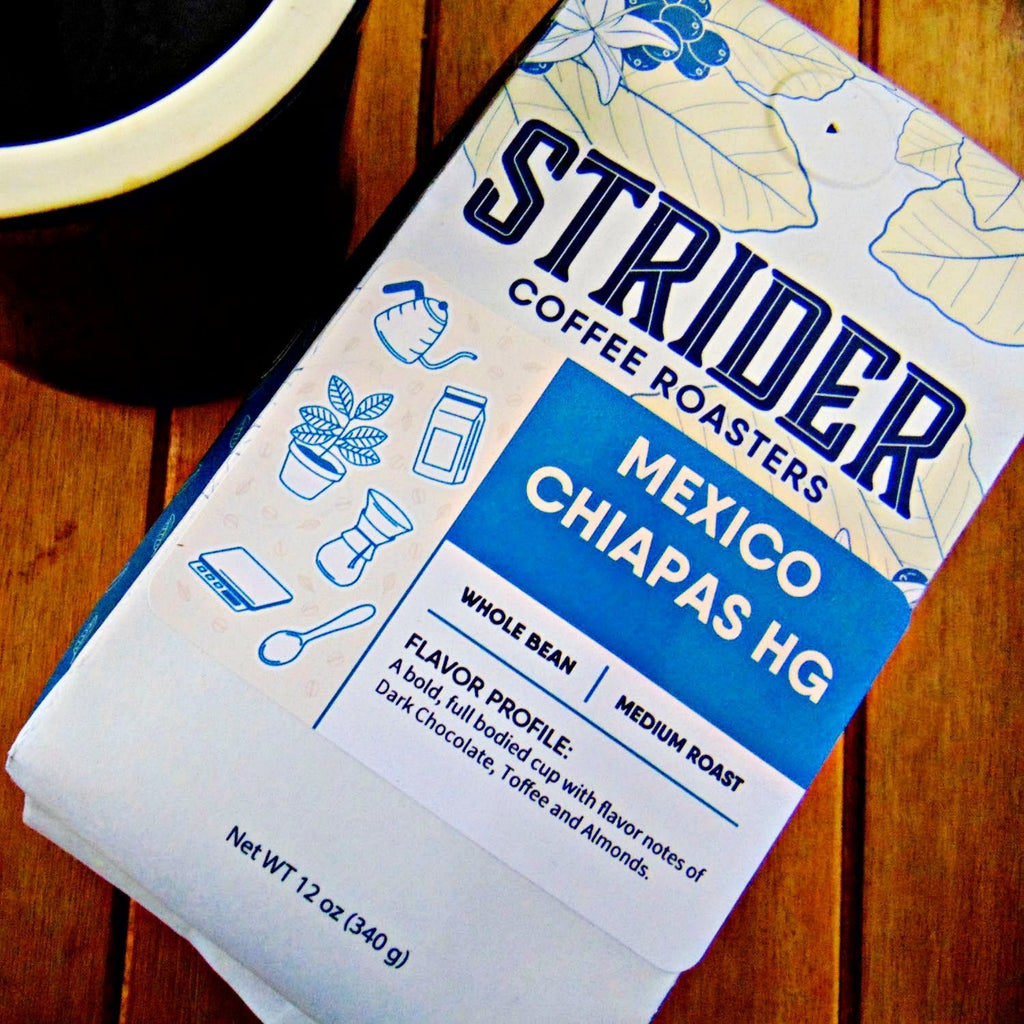 STRIDER
COFFEE ROASTERS
MEXICO
CHIAPAS HG
WHOLE BEAN | MEDIUM ROAST
FLAVOR PROFILE:
A bold, full bodied cup with flavor notes of
Dark Chocolate, Toffee and Almonds.
Net WT 12 oz (340 g)